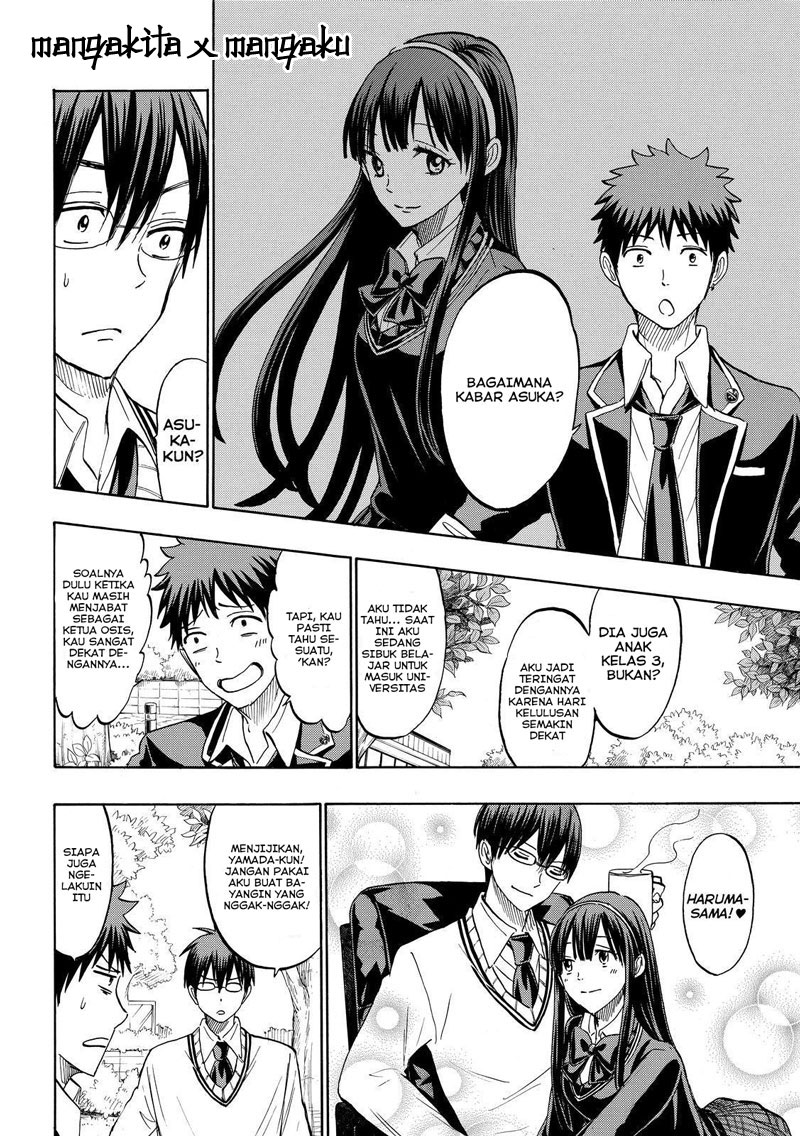 mangakita x mangaku
BAGAIMANA
KABAR ASUKA?
ASU-
KA-
KUN?
DIA JUGA
ANAK
KELAS 3,
BUKAN?
AKU JADI
TERINGAT
DENGANNYA
KARENA HARI
KELULUSAN
SEMAKIN
DEKAT
AKU TIDAK
TAHU... SAAT
INI AKU
SEDANG
SIBUK BELA-
JAR UNTUK
MASUK UNI-
VERSITAS
TAPI, KAU
PASTI
TAHU SE-
SUATU,
'KAN?
SOALNYA
DULU KETIKA
KAU MASIH
MENJABAT
SEBAGAI
KETUA OSIS,
KAU SANGAT
DEKAT DE-
NGANNYA...
HARUMA-
SAMA! ♥
MENJIJIKAN,
YAMADA-KUN!
JANGAN PAKAI
AKU BUAT BA-
YANGIN YANG
NGGAK-NGGAK!
SIAPA
JUGA
NGE-
LAKUIN
ITU